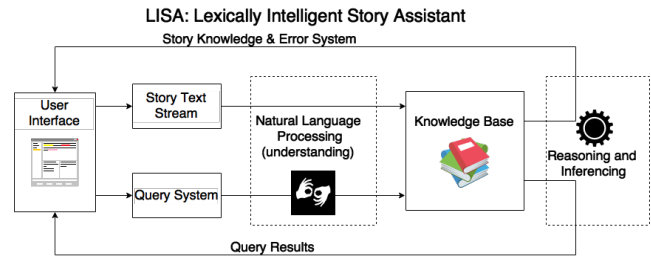 LISA: Lexically Intelligent Story Assistant
Story Knowledge & Error System
User
Interface
Story Text
Stream
Natural Language
Processing
(understanding)
Knowledge Base
Reasoning and
Inferencing
Query System
Query Results